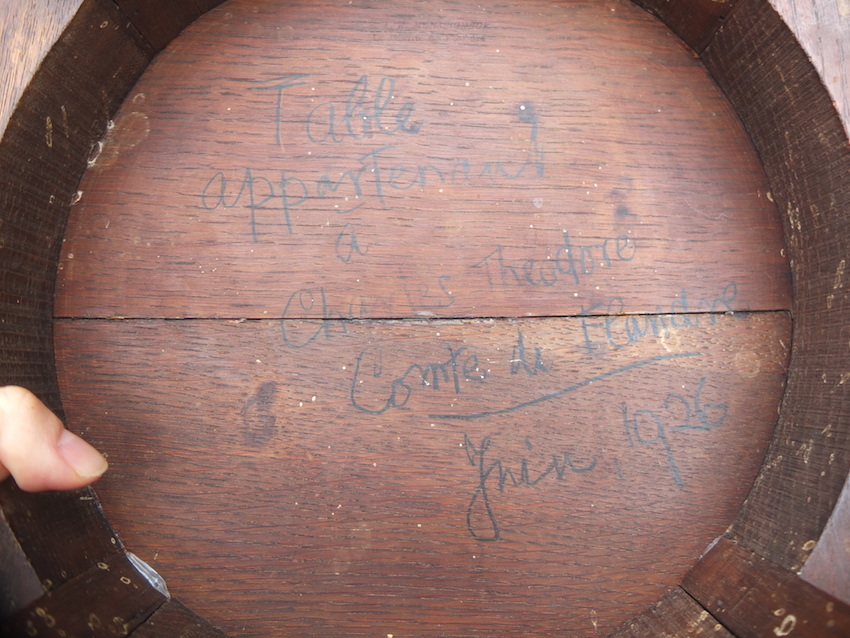 Table
appartenant
a
Charles Theodore
Comte de Flandre
Juin, 1926